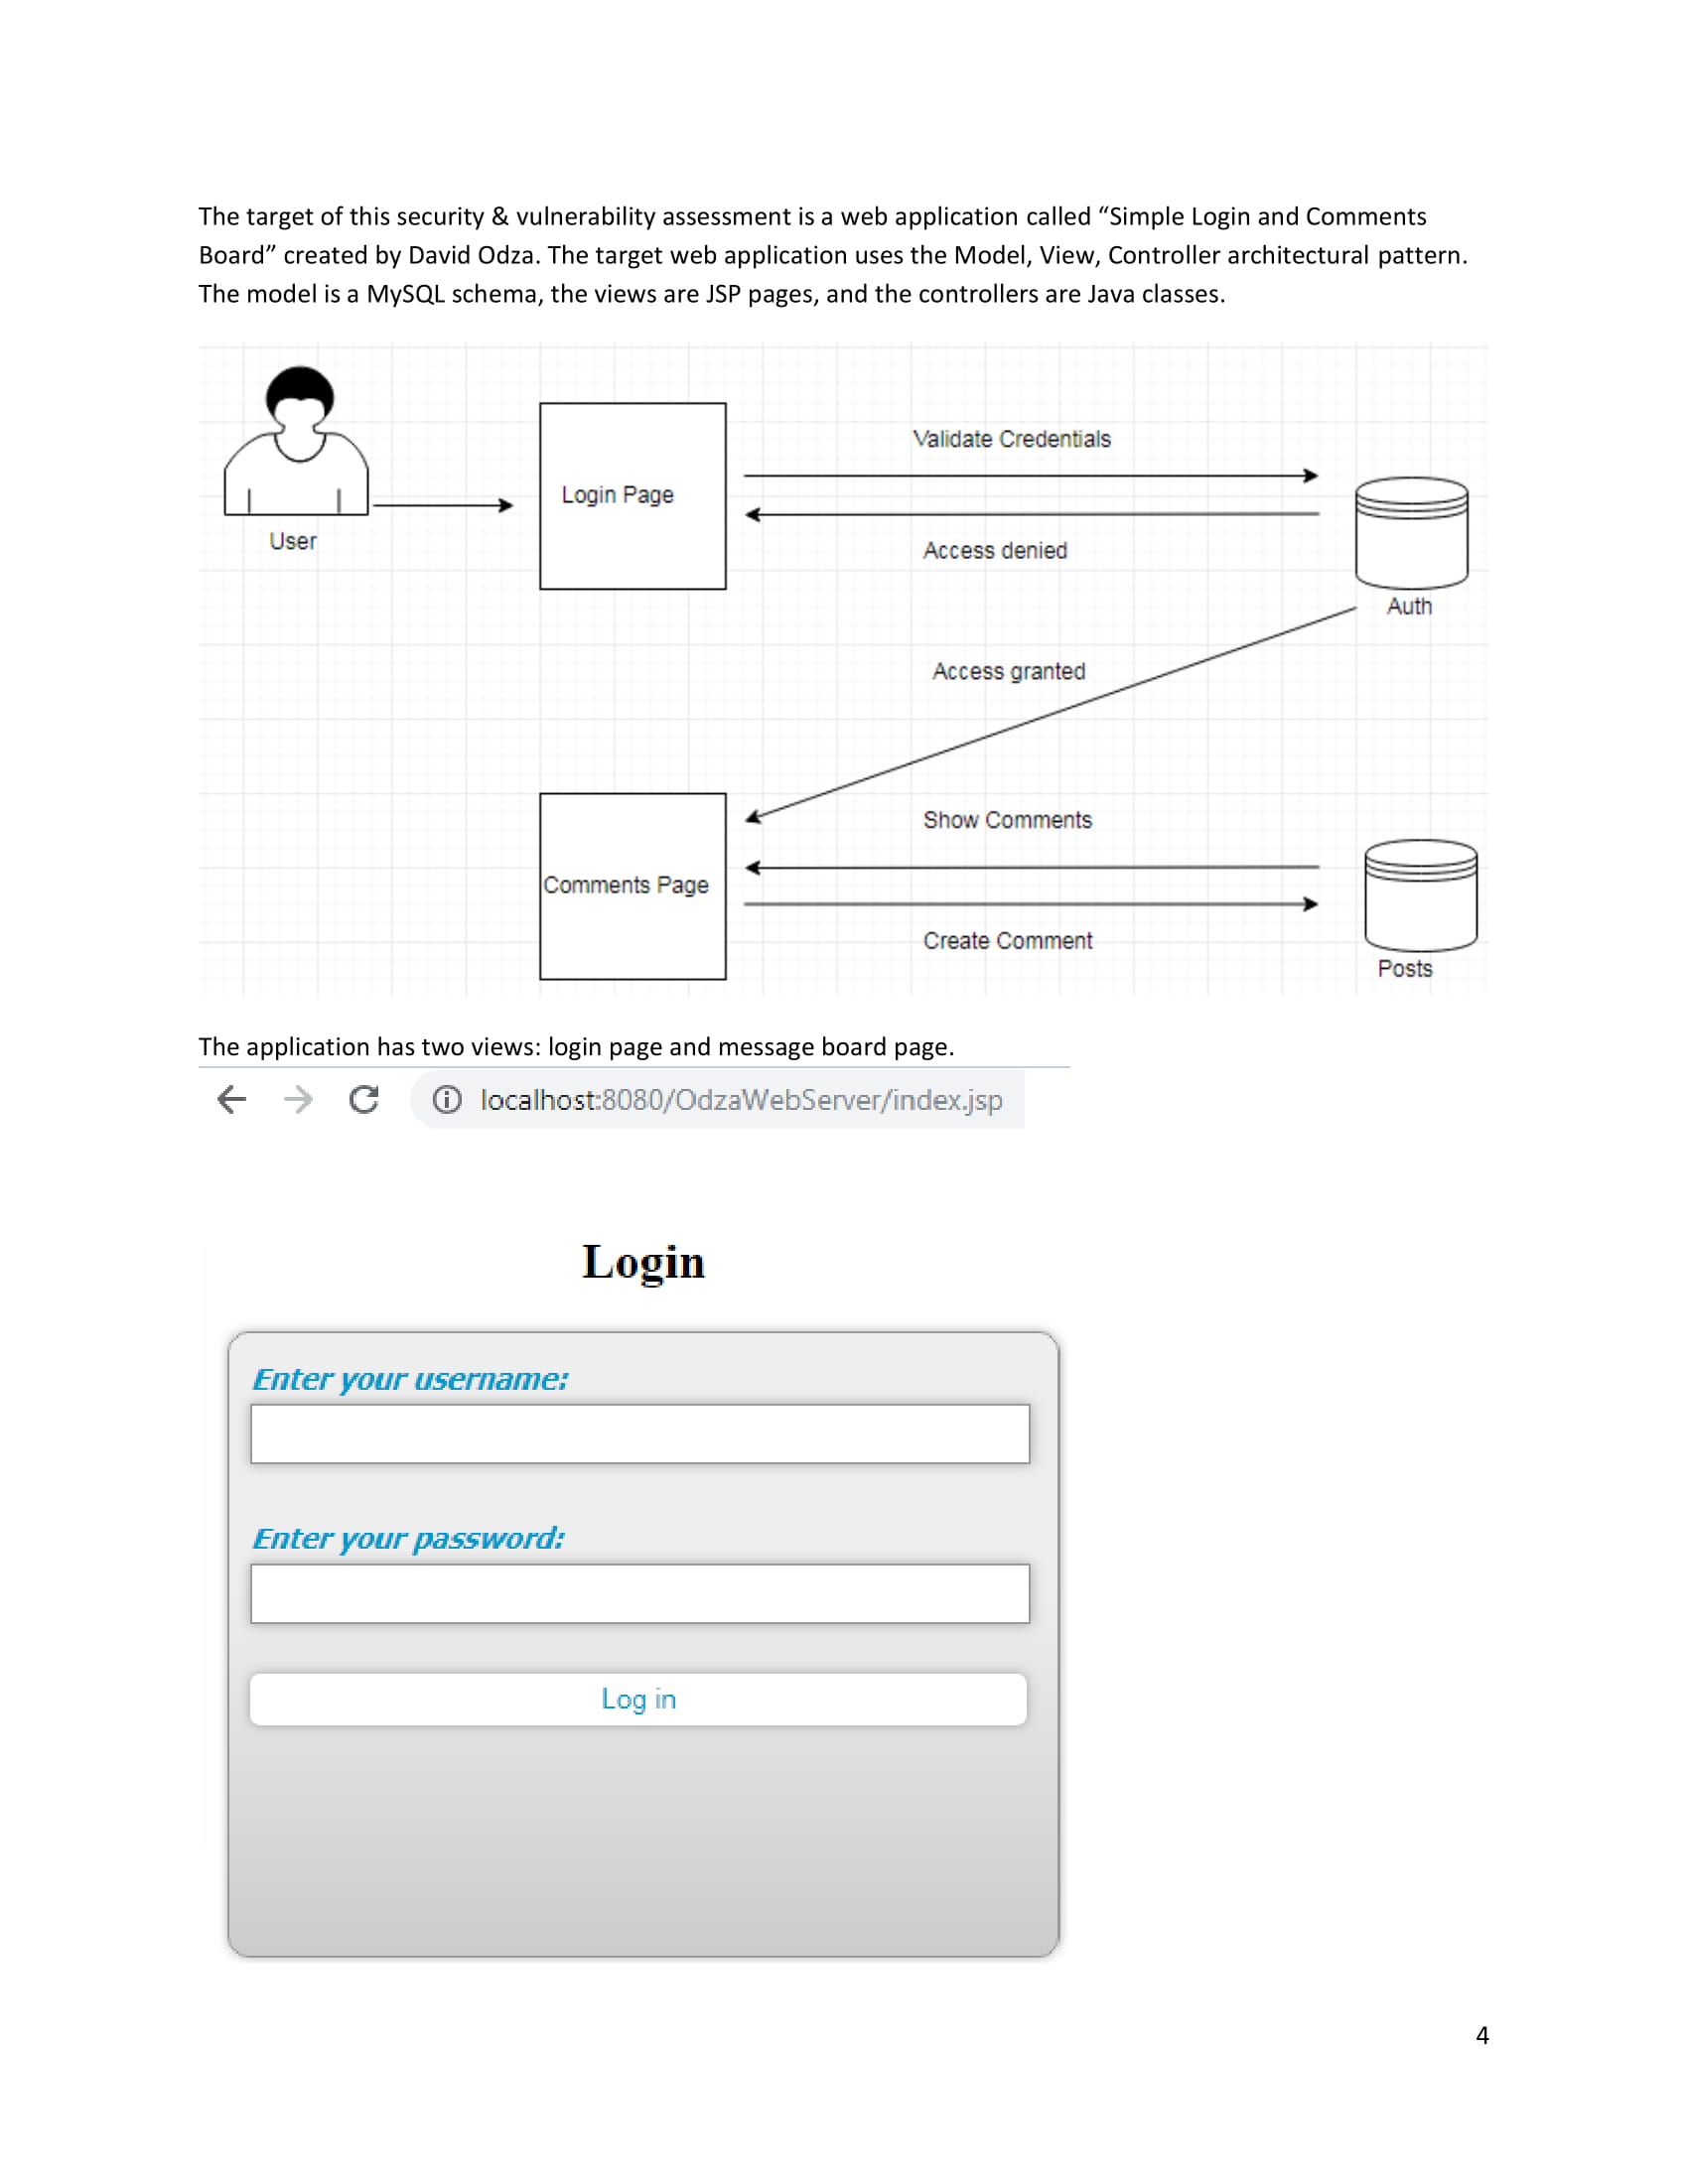 The target of this security & vulnerability assessment is a web application called “Simple Login and Comments
Board” created by David Odza. The target web application uses the Model, View, Controller architectural pattern.
The model is a MySQL schema, the views are JSP pages, and the controllers are Java classes.
Validate Credentials
Login Page
User
Access denied
Auth
Access granted
Show Comments
Comments Page
Create Comment
Posts
The application has two views: login page and message board page.
localhost:8080/OdzaWebServer/index.jsp
Login
Enter your username:
Enter your password:
Log in
4